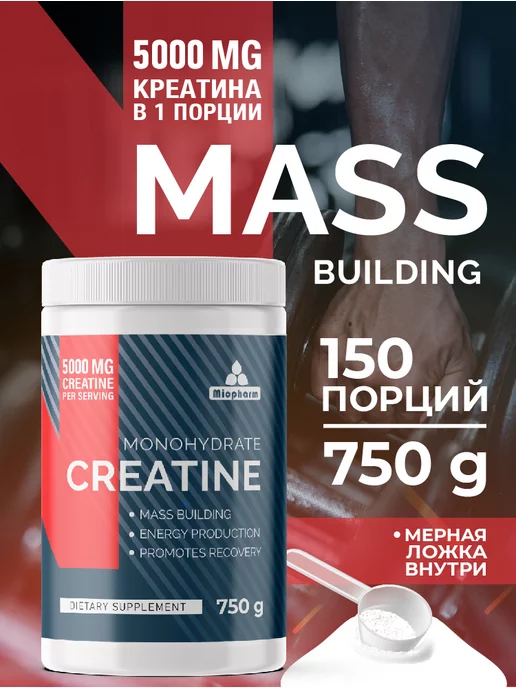 5000 MG
КРЕАТИНА
В 1 ПОРЦИИ
MASS
BUILDING
150
ПОРЦИЙ
750 g
• МЕРНАЯ
ЛОЖКА
ВНУТРИ
5000 MG
CREATINE
PER SERVING
Miopharm
MONOHYDRATE
CREATINE
• MASS BUILDING
• ENERGY PRODUCTION
• PROMOTES RECOVERY
DIETARY SUPPLEMENT
750 g